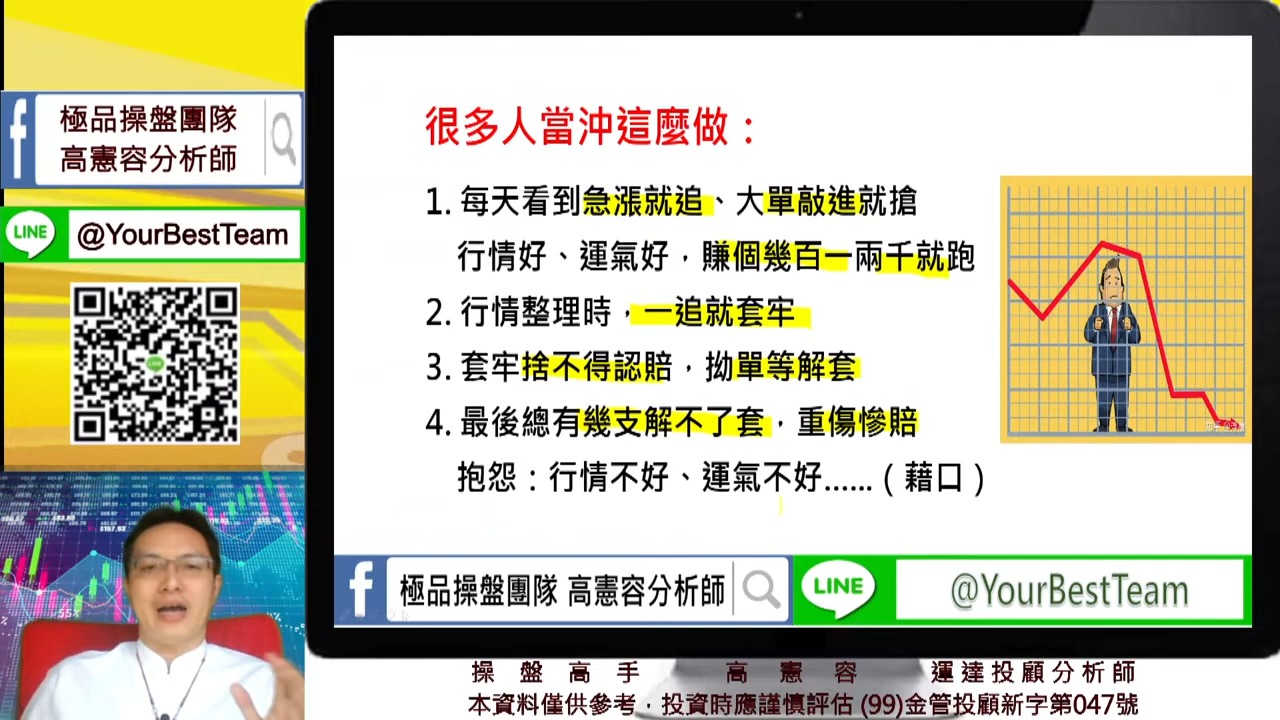 極品操盤團隊
高憲容分析師
LINE
@YourBestTeam
很多人當沖這麼做：
1. 每天看到急漲就追、大單敲進就搶
行情好、運氣好，賺個幾百一兩千就跑
2. 行情整理時，一追就套牢
3. 套牢捨不得認賠，拗單等解套
4. 最後總有幾支解不了套，重傷慘賠
抱怨：行情不好、運氣不好......（藉口）
極品操盤團隊 高憲容分析師
LINE
@YourBestTeam
操盤高手 高憲容 運達投顧分析師
本資料僅供參考，投資時應謹慎評估 (99)金管投顧新字第047號